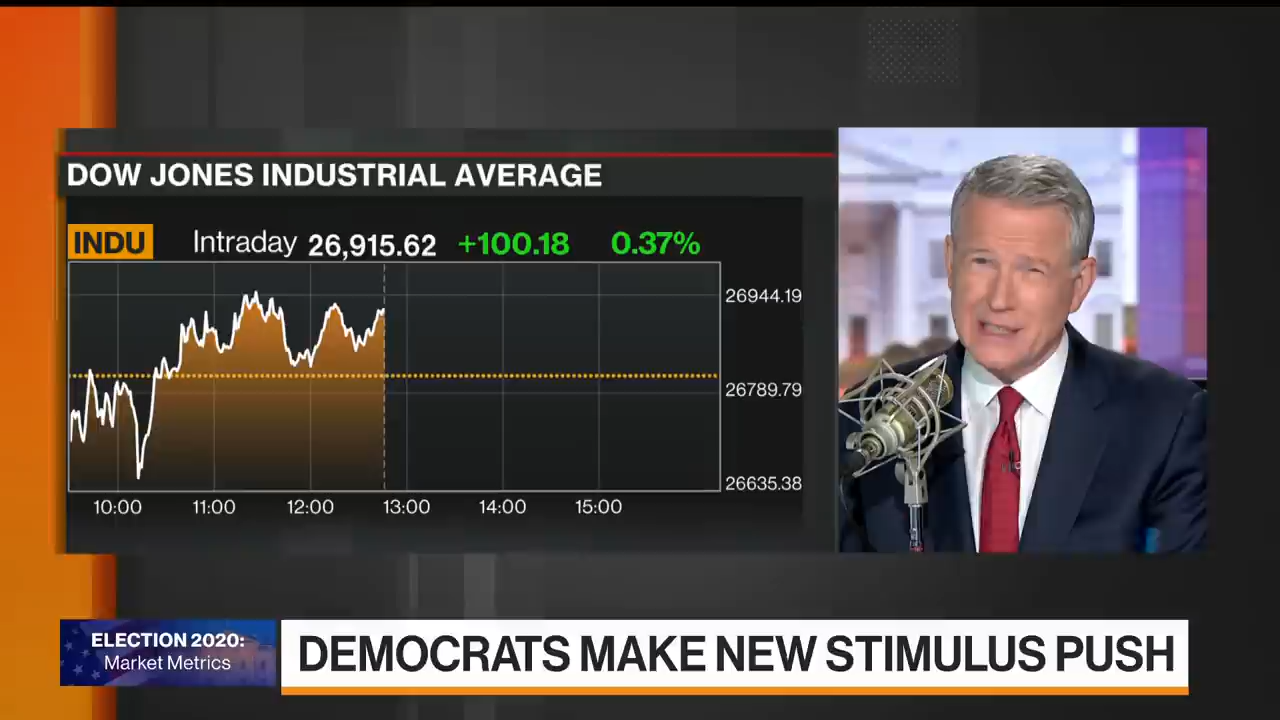 DOW JONES INDUSTRIAL AVERAGE
INDU Intraday 26,915.62 +100.18 0.37%
26944.19
26789.79
26635.38
10:00 11:00 12:00 13:00 14:00 15:00
ELECTION 2020:
Market Metrics
DEMOCRATS MAKE NEW STIMULUS PUSH